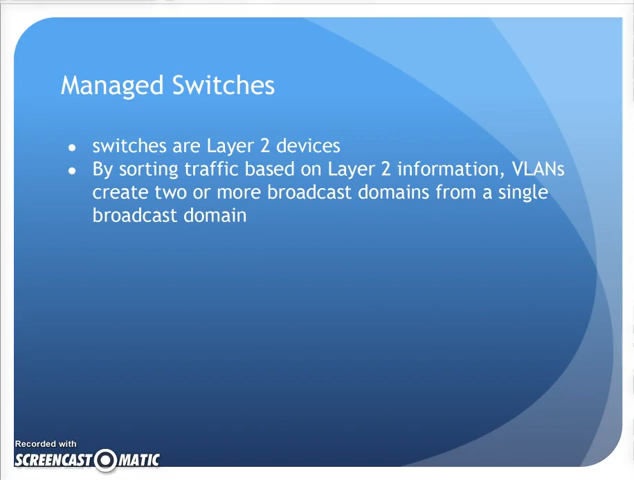 Managed Switches
● switches are Layer 2 devices
● By sorting traffic based on Layer 2 information, VLANs
create two or more broadcast domains from a single
broadcast domain
Recorded with
SCREENCAST MATIC